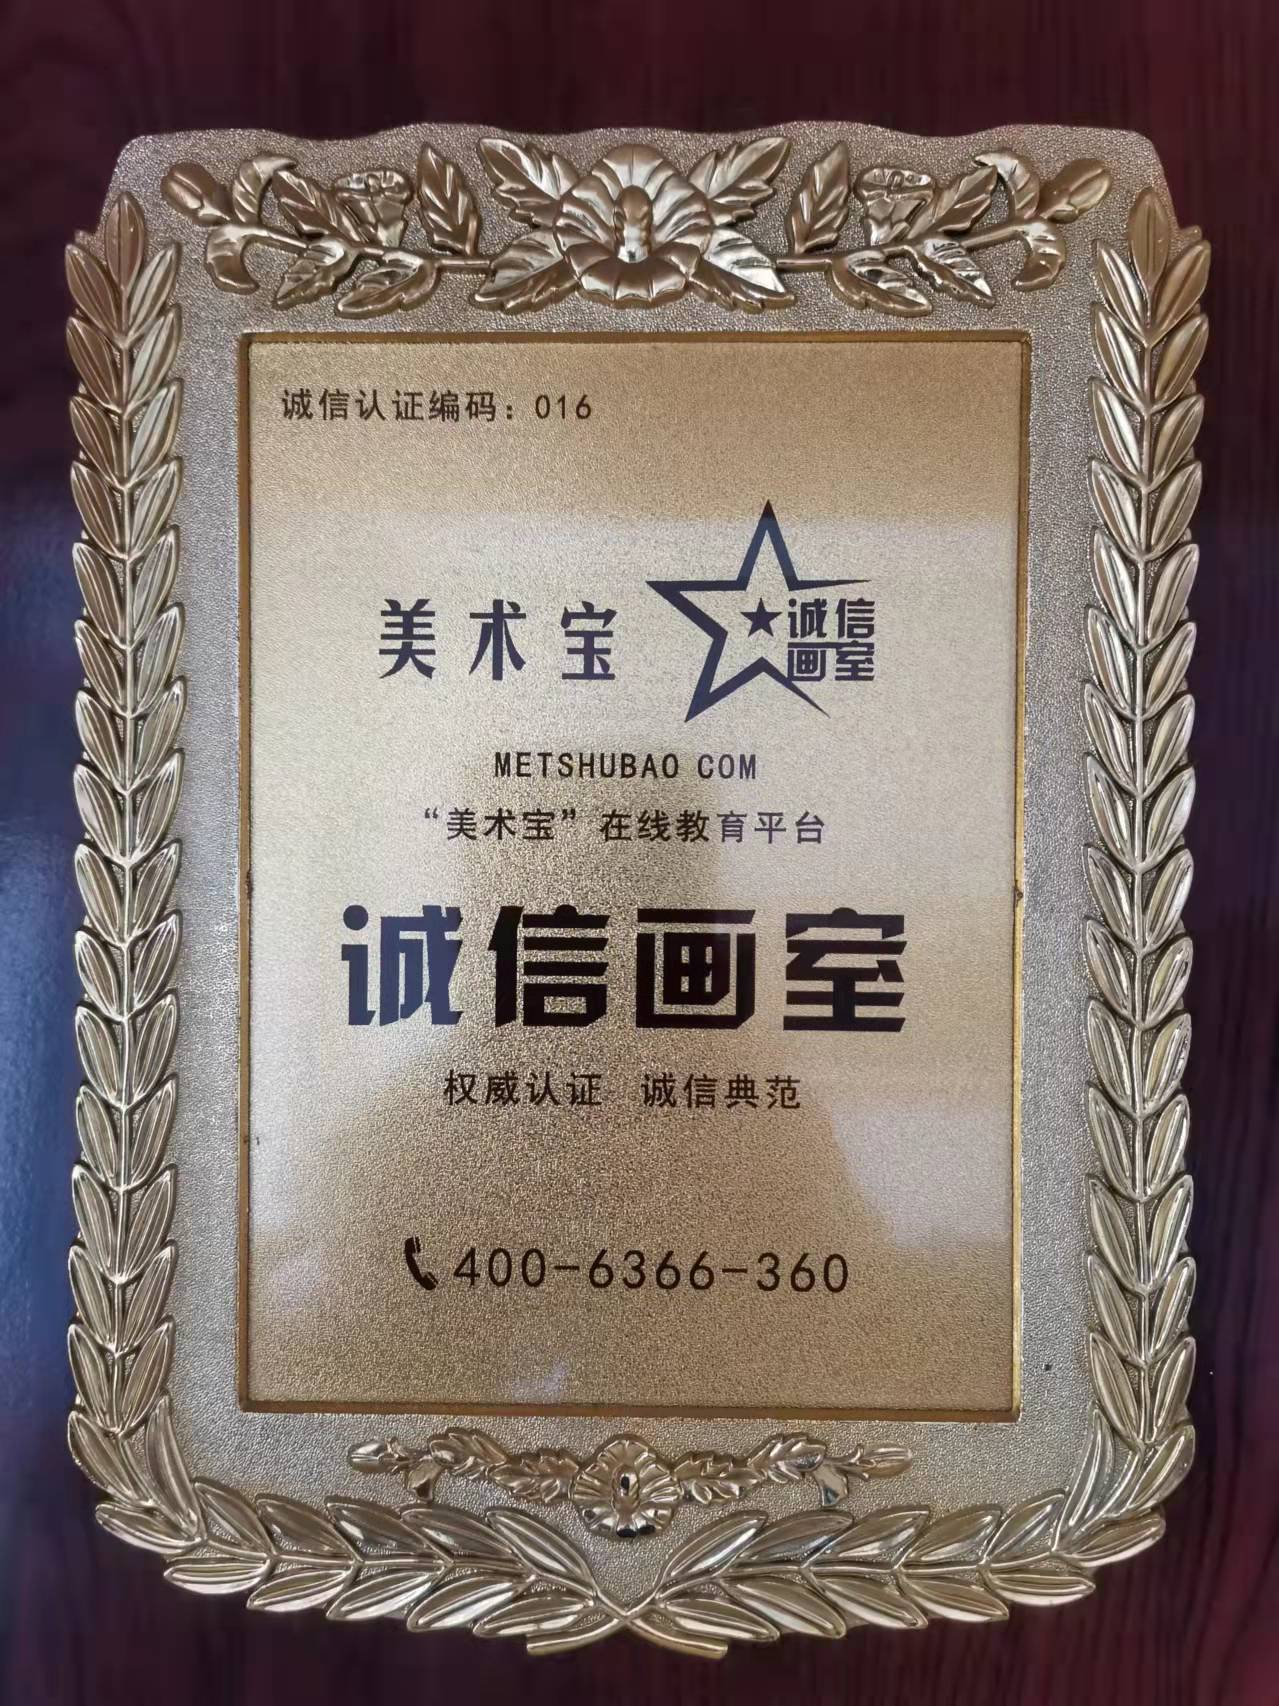 诚信认证编码：016
美术宝 ★诚信
画室
METSHUBAO COM
“美术宝”在线教育平台
诚信画室
权威认证 诚信典范
400-6366-360